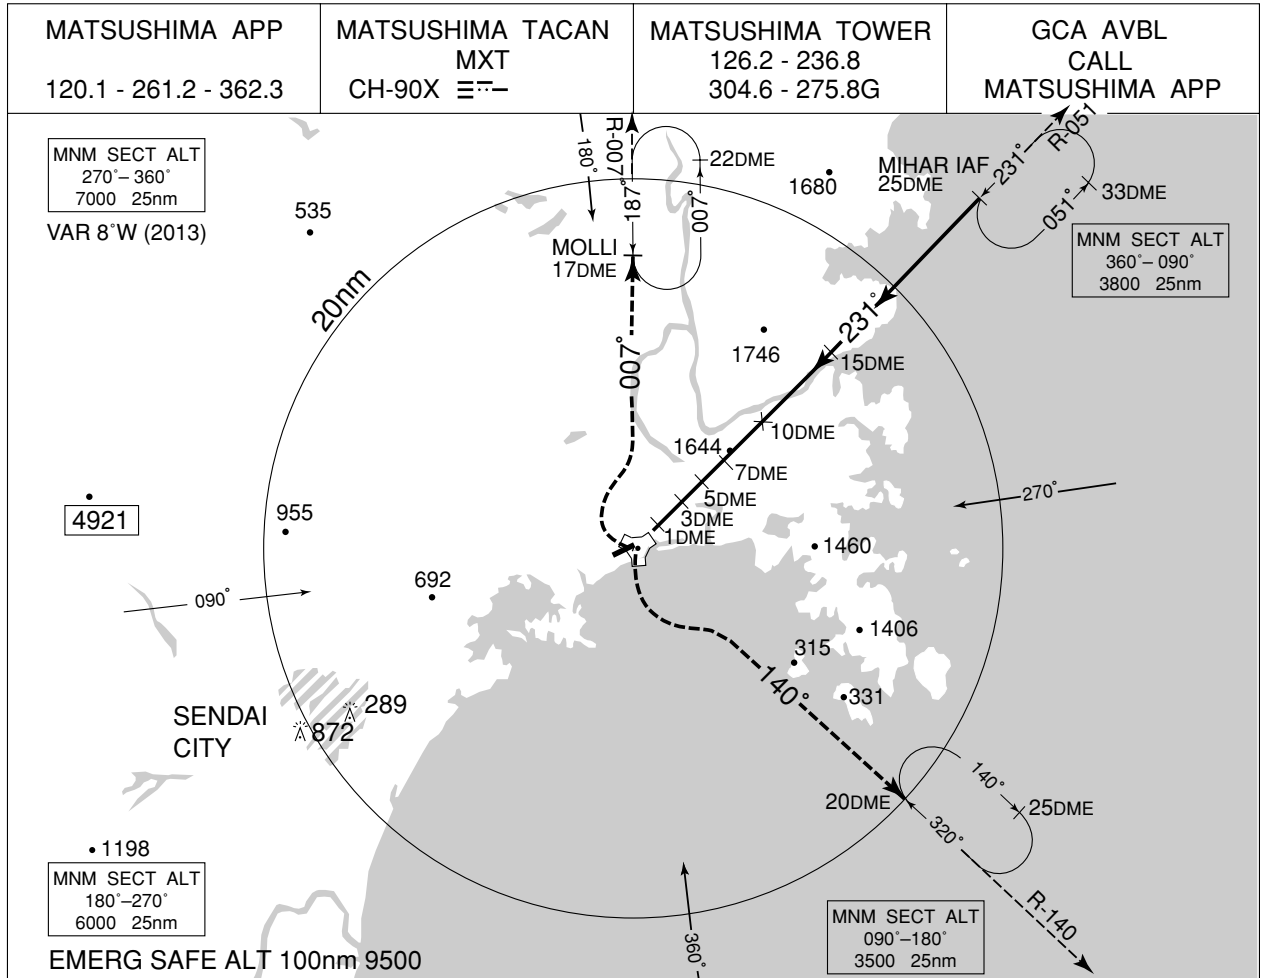 MATSUSHIMA APP
120.1 - 261.2 - 362.3
MATSUSHIMA TACAN
MXT
CH-90X
MATSUSHIMA TOWER
126.2 - 236.8
304.6 - 275.8G
GCA AVBL
CALL
MATSUSHIMA APP
MNM SECT ALT
270°–360°
7000 25nm
VAR 8°W (2013)
535
20nm
180°
R-007°
187°
007°
22DME
MOLLI
17DME
007°
1680
MIHAR IAF
25DME
231°
R-051
051°
33DME
MNM SECT ALT
360°–090°
3800 25nm
231°
1746
15DME
10DME
1644
7DME
5DME
3DME
1DME
270°
4921
955
692
090°
1460
1406
315
331
140°
289
872
SENDAI
CITY
20DME
140°
25DME
320°
R-140
1198
MNM SECT ALT
180°–270°
6000 25nm
EMERG SAFE ALT 100nm 9500
360°
MNM SECT ALT
090°–180°
3500 25nm